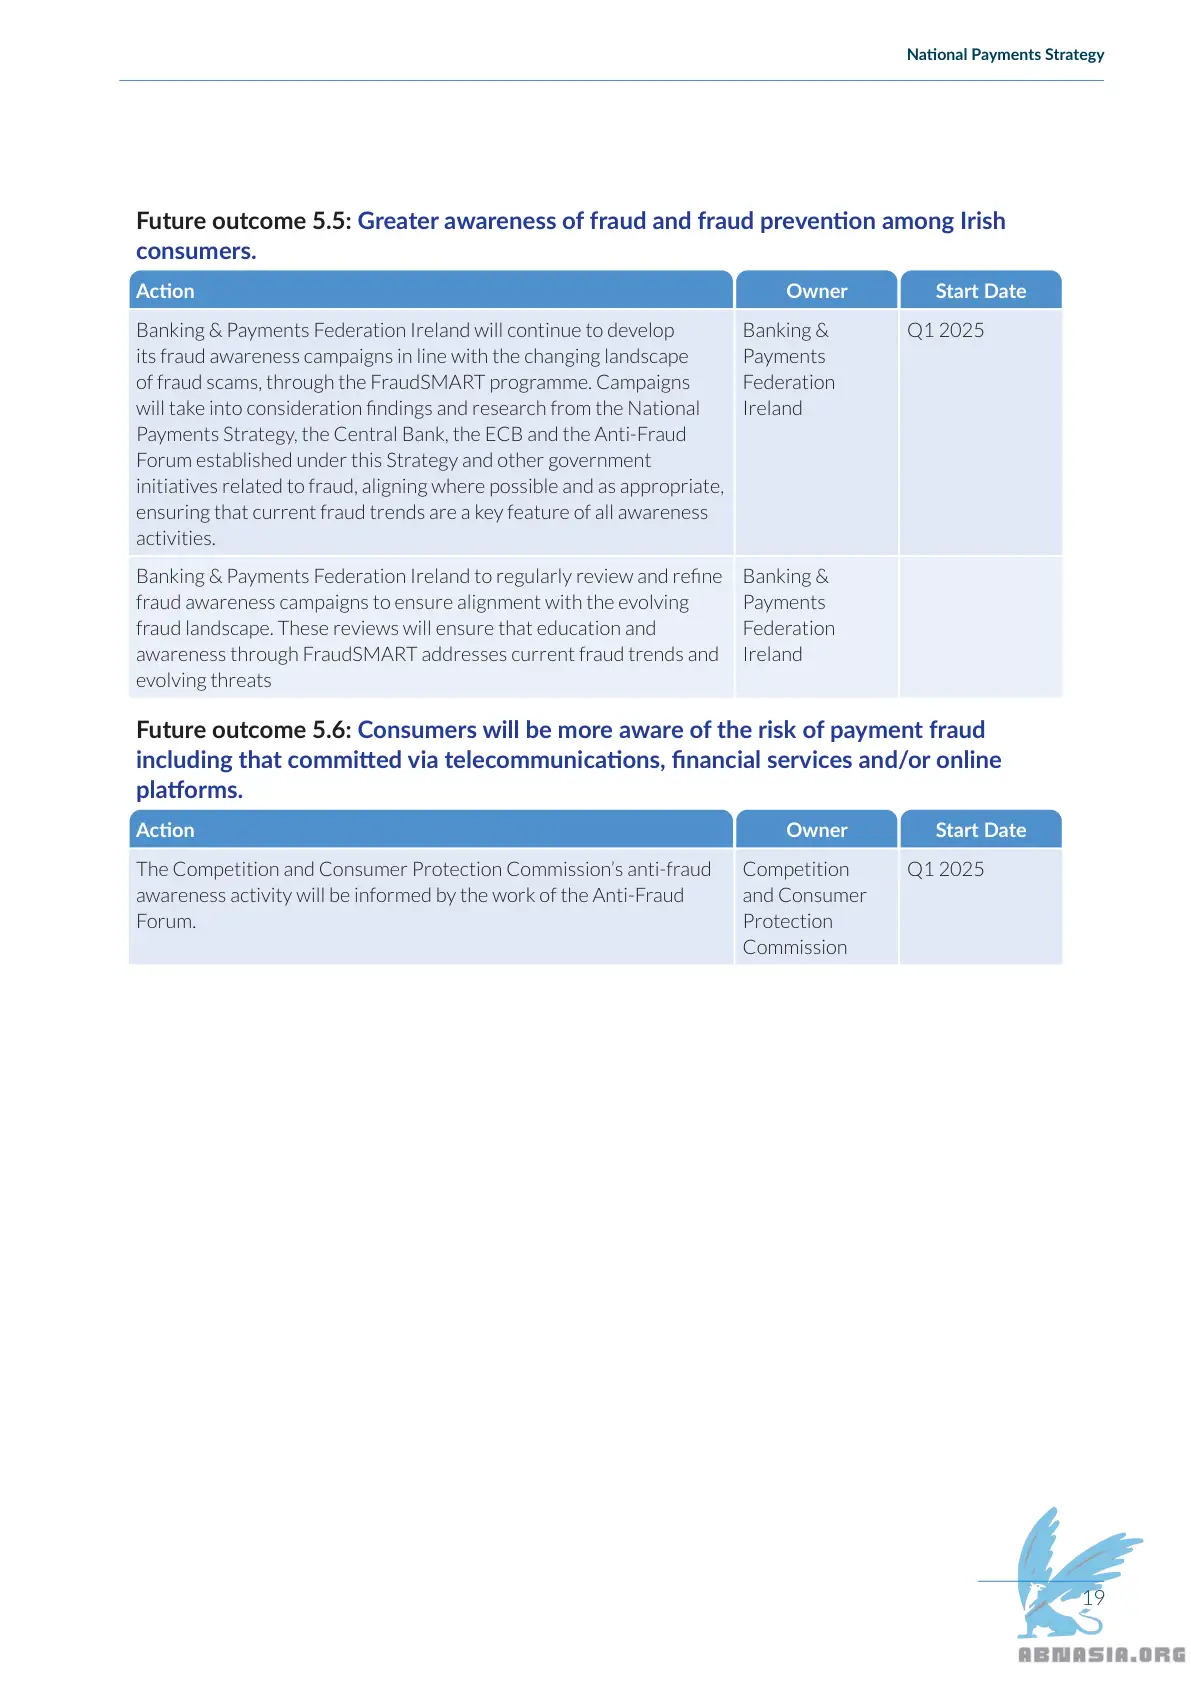 National Payments Strategy
Future outcome 5.5: Greater awareness of fraud and fraud prevention among Irish
consumers.
Action
Owner
Start Date
Banking & Payments Federation Ireland will continue to develop
its fraud awareness campaigns in line with the changing landscape
of fraud scams, through the FraudSMART programme. Campaigns
will take into consideration findings and research from the National
Payments Strategy, the Central Bank, the ECB and the Anti-Fraud
Forum established under this Strategy and other government
initiatives related to fraud, aligning where possible and as appropriate,
ensuring that current fraud trends are a key feature of all awareness
activities.
Banking &
Payments
Federation
Ireland
Q1 2025
Banking & Payments Federation Ireland to regularly review and refine
fraud awareness campaigns to ensure alignment with the evolving
fraud landscape. These reviews will ensure that education and
awareness through FraudSMART addresses current fraud trends and
evolving threats
Banking &
Payments
Federation
Ireland
Future outcome 5.6: Consumers will be more aware of the risk of payment fraud
including that committed via telecommunications, financial services and/or online
platforms.
Action
Owner
Start Date
The Competition and Consumer Protection Commission’s anti-fraud
awareness activity will be informed by the work of the Anti-Fraud
Forum.
Competition
and Consumer
Protection
Commission
Q1 2025
19
ABNASIA.ORG